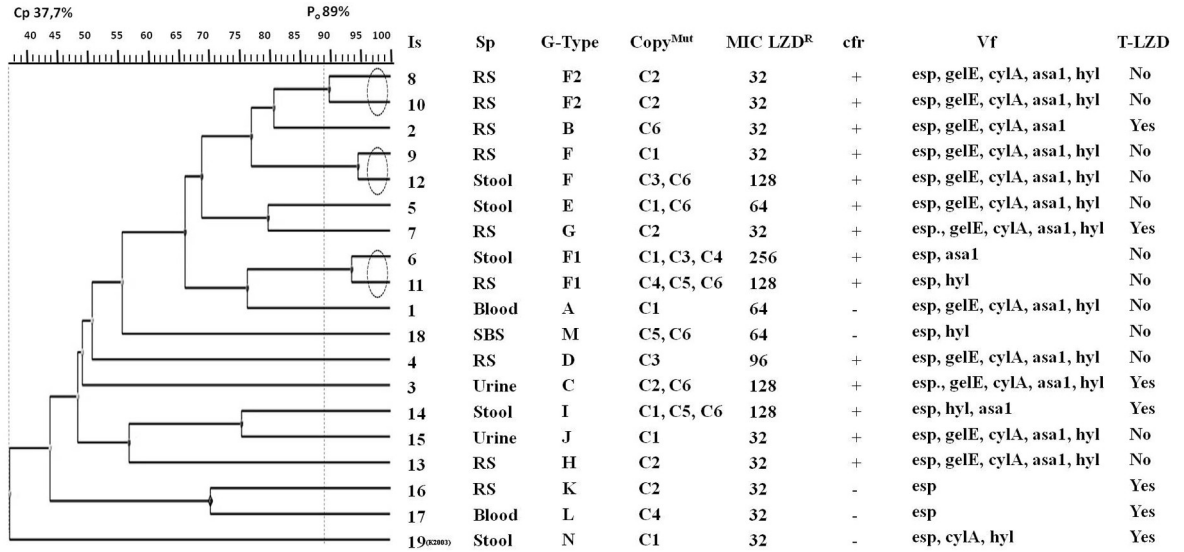 Cp 37,7% Po 89%
40 45 50 55 60 65 70 75 80 85 90 95 100
Is Sp G-Type Copy^Mut MIC LZD^R cfr Vf T-LZD
8 RS F2 C2 32 + esp, gelE, cylA, asa1, hyl No
10 RS F2 C2 32 + esp, gelE, cylA, asa1, hyl No
2 RS B C6 32 + esp, gelE, cylA, asa1 Yes
9 RS F C1 32 + esp, gelE, cylA, asa1, hyl No
12 Stool F C3, C6 128 + esp, gelE, cylA, asa1, hyl No
5 Stool E C1, C6 64 + esp, gelE, cylA, asa1, hyl No
7 RS G C2 32 + esp., gelE, cylA, asa1, hyl Yes
6 Stool F1 C1, C3, C4 256 + esp, asa1 No
11 RS F1 C4, C5, C6 128 + esp, hyl No
1 Blood A C1 64 - esp, gelE, cylA, asa1, hyl No
18 SBS M C5, C6 64 - esp, hyl No
4 RS D C3 96 + esp, gelE, cylA, asa1, hyl No
3 Urine C C2, C6 128 + esp., gelE, cylA, asa1, hyl Yes
14 Stool I C1, C5, C6 128 + esp, hyl, asa1 Yes
15 Urine J C1 32 + esp, gelE, cylA, asa1, hyl No
13 RS H C2 32 + esp, gelE, cylA, asa1, hyl No
16 RS K C2 32 - esp Yes
17 Blood L C4 32 - esp Yes
19(K2003) Stool N C1 32 - esp, cylA, hyl Yes